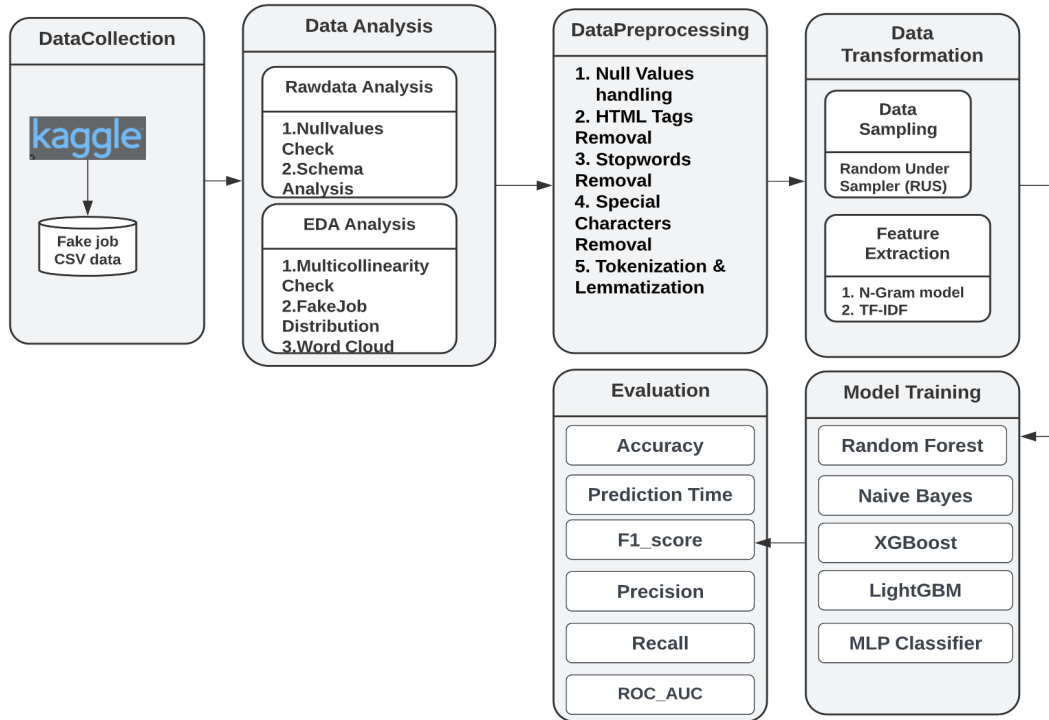 DataCollection
kaggle
Fake job
CSV data
Data Analysis
Rawdata Analysis
1.Nullvalues
Check
2.Schema
Analysis
EDA Analysis
1.Multicollinearity
Check
2.FakeJob
Distribution
3.Word Cloud
DataPreprocessing
1. Null Values
handling
2. HTML Tags
Removal
3. Stopwords
Removal
4. Special
Characters
Removal
5. Tokenization &
Lemmatization
Data
Transformation
Data
Sampling
Random Under
Sampler (RUS)
Feature
Extraction
1. N-Gram model
2. TF-IDF
Model Training
Random Forest
Naive Bayes
XGBoost
LightGBM
MLP Classifier
Evaluation
Accuracy
Prediction Time
F1_score
Precision
Recall
ROC_AUC